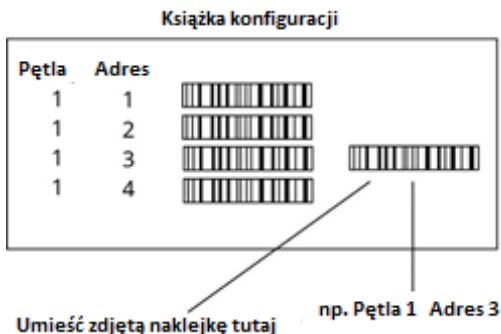 Książka konfiguracji
Pętla Adres
1 1
1 2
1 3
1 4
Umieść zdjętą naklejkę tutaj
np. Pętla 1 Adres 3